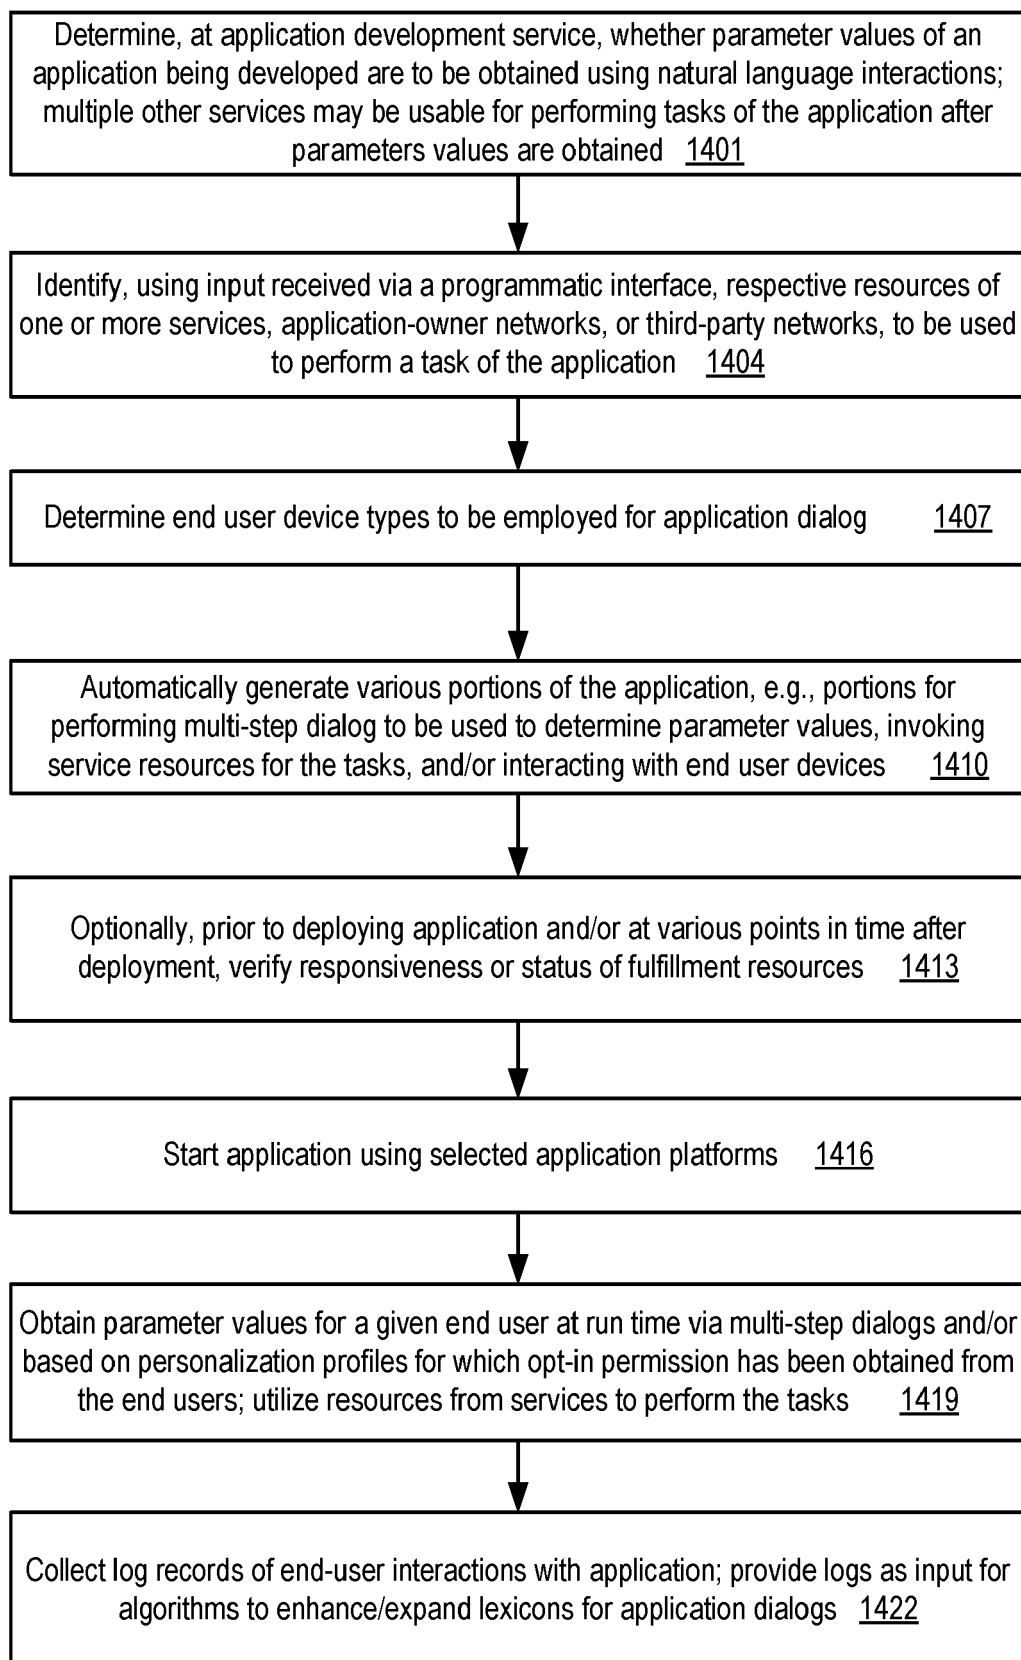 Determine, at application development service, whether parameter values of an
application being developed are to be obtained using natural language interactions;
multiple other services may be usable for performing tasks of the application after
parameters values are obtained 1401
Identify, using input received via a programmatic interface, respective resources of
one or more services, application-owner networks, or third-party networks, to be used
to perform a task of the application 1404
Determine end user device types to be employed for application dialog 1407
Automatically generate various portions of the application, e.g., portions for
performing multi-step dialog to be used to determine parameter values, invoking
service resources for the tasks, and/or interacting with end user devices 1410
Optionally, prior to deploying application and/or at various points in time after
deployment, verify responsiveness or status of fulfillment resources 1413
Start application using selected application platforms 1416
Obtain parameter values for a given end user at run time via multi-step dialogs and/or
based on personalization profiles for which opt-in permission has been obtained from
the end users; utilize resources from services to perform the tasks 1419
Collect log records of end-user interactions with application; provide logs as input for
algorithms to enhance/expand lexicons for application dialogs 1422